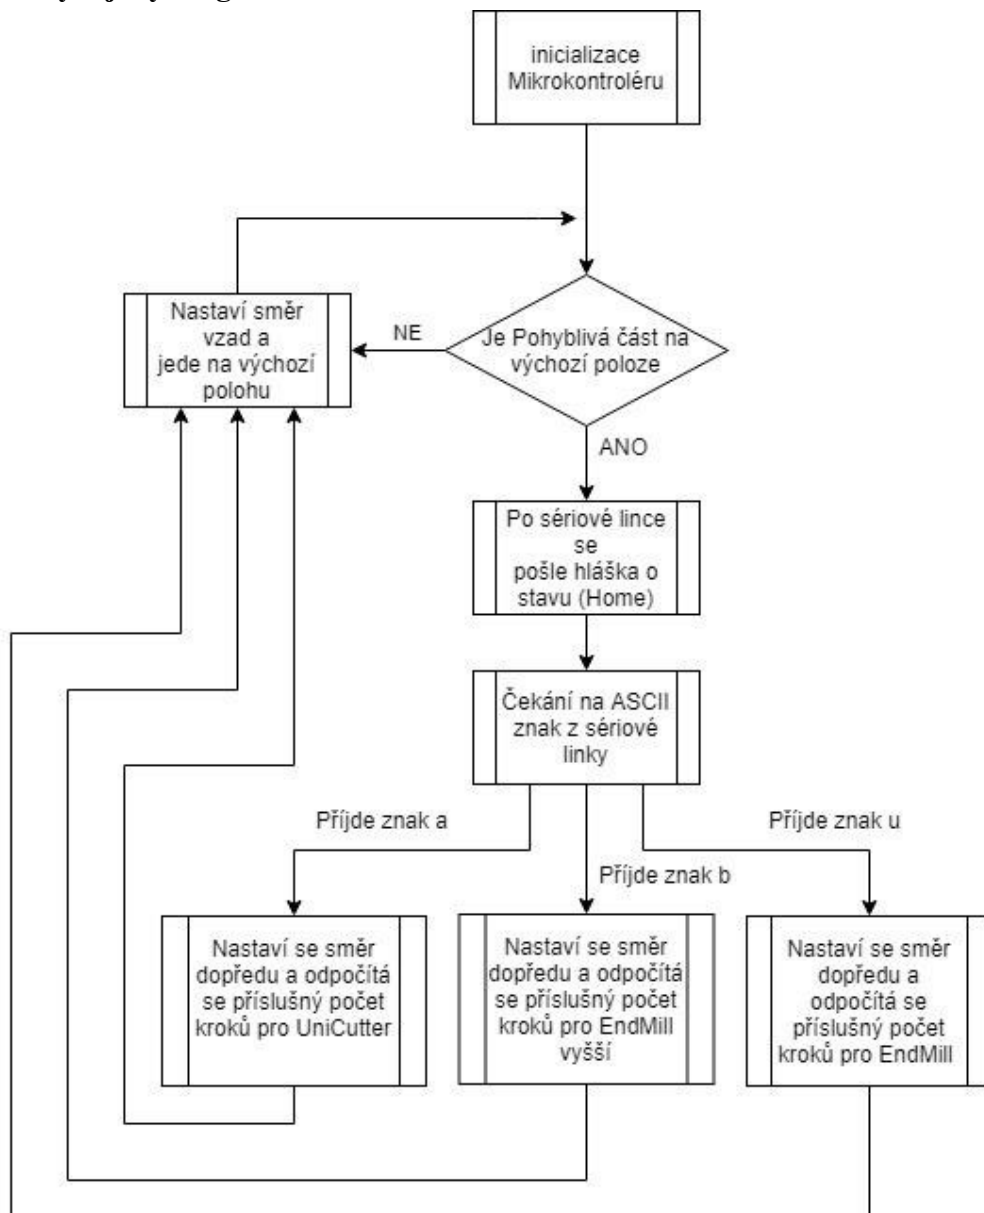 inicializace
Mikrokontroléru
Nastaví směr
vzad a
jede na výchozí
polohu
NE
Je Pohyblivá část na
výchozí poloze
ANO
Po sériové lince
se
pošle hláška o
stavu (Home)
Čekání na ASCII
znak z sériové
linky
Příjde znak a
Příjde znak b
Příjde znak u
Nastaví se směr
dopředu a odpočítá
se příslušný počet
kroků pro UniCutter
Nastaví se směr
dopředu a odpočítá
se příslušný počet
kroků pro EndMill
vyšší
Nastaví se směr
dopředu a
odpočítá se
příslušný počet
kroků pro EndMill